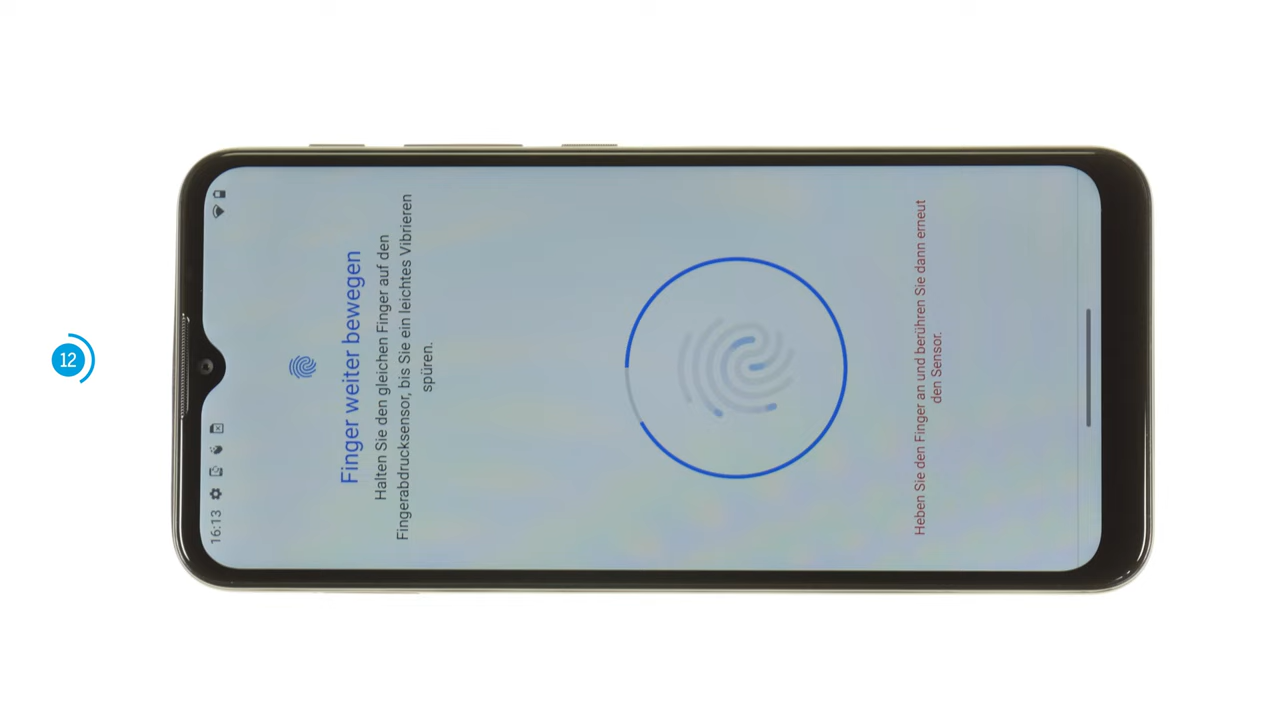 12
16:13
Finger weiter bewegen
Halten Sie den gleichen Finger auf den
Fingerabdrucksensor, bis Sie ein leichtes Vibrieren
spüren.
Heben Sie den Finger an und berühren Sie dann erneut
den Sensor.